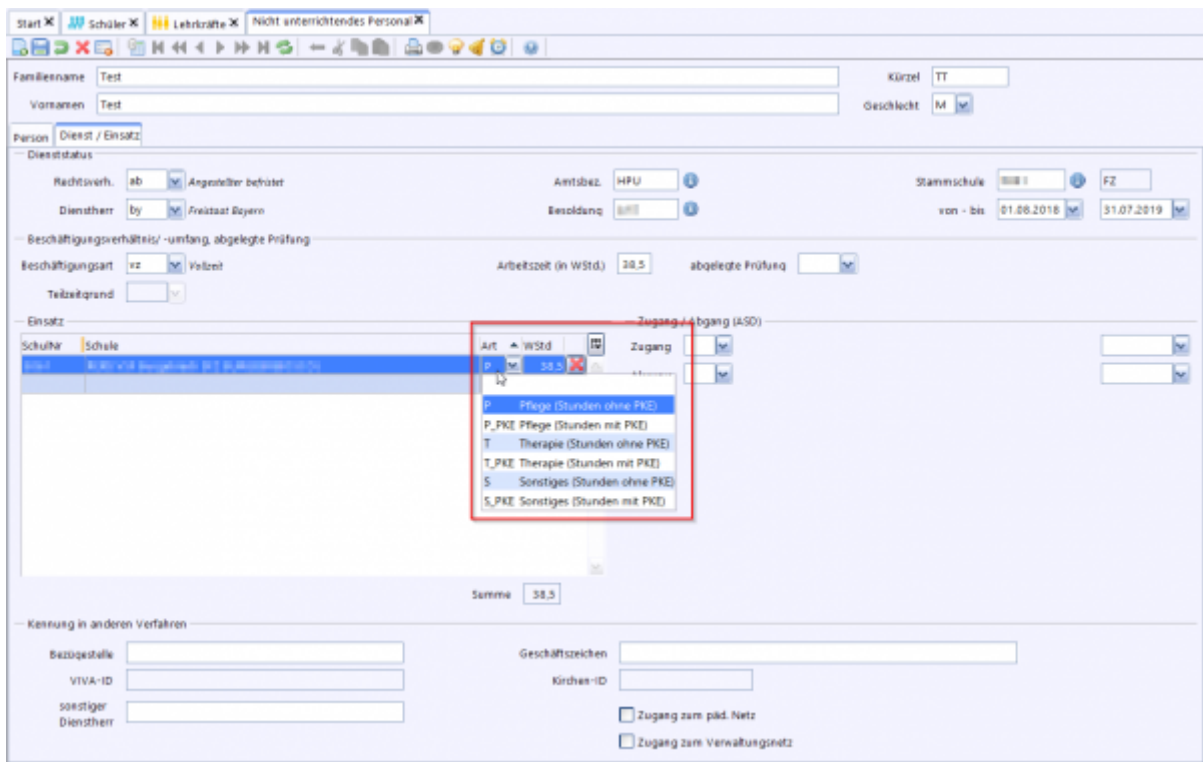 Start Schüler Lehrkräfte Nicht unterrichtendes Personal
Familienname Test Kürzel TT
Vornamen Test Geschlecht M
Person Dienst / Einsatz
Dienststatus
Rechtsverh. ab Angestellter befristet Amtsbez. HPU Stammschule FZ
Dienstherr by Freistaat Bayern Besoldung von - bis 01.08.2018 31.07.2019
Beschäftigungsverhältnis/ -umfang, abgelegte Prüfung
Beschäftigungsart vz Vollzeit Arbeitszeit (in WStd.) 38,5 abgelegte Prüfung
Teilzeitgrund
Einsatz Zugang / Abgang (ASD)
SchulNr Schule Art WStd Zugang
P 38,5
P Pflege (Stunden ohne PKE)
P_PKE Pflege (Stunden mit PKE)
T Therapie (Stunden ohne PKE)
T_PKE Therapie (Stunden mit PKE)
S Sonstiges (Stunden ohne PKE)
S_PKE Sonstiges (Stunden mit PKE)
Summe 38,5
Kennung in anderen Verfahren
Bezügestelle Geschäftszeichen
VIVA-ID Kirchen-ID
sonstiger
Dienstherr
Zugang zum päd. Netz
Zugang zum Verwaltungsnetz